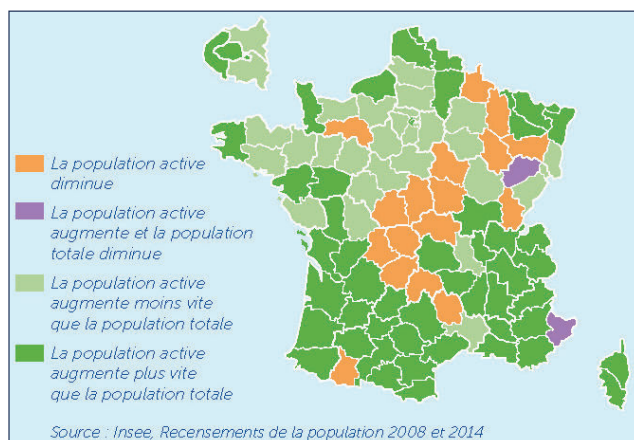 La population active
diminue
La population active
augmente et la population
totale diminue
La population active
augmente moins vite
que la population totale
La population active
augmente plus vite
que la population totale
Source : Insee, Recensements de la population 2008 et 2014